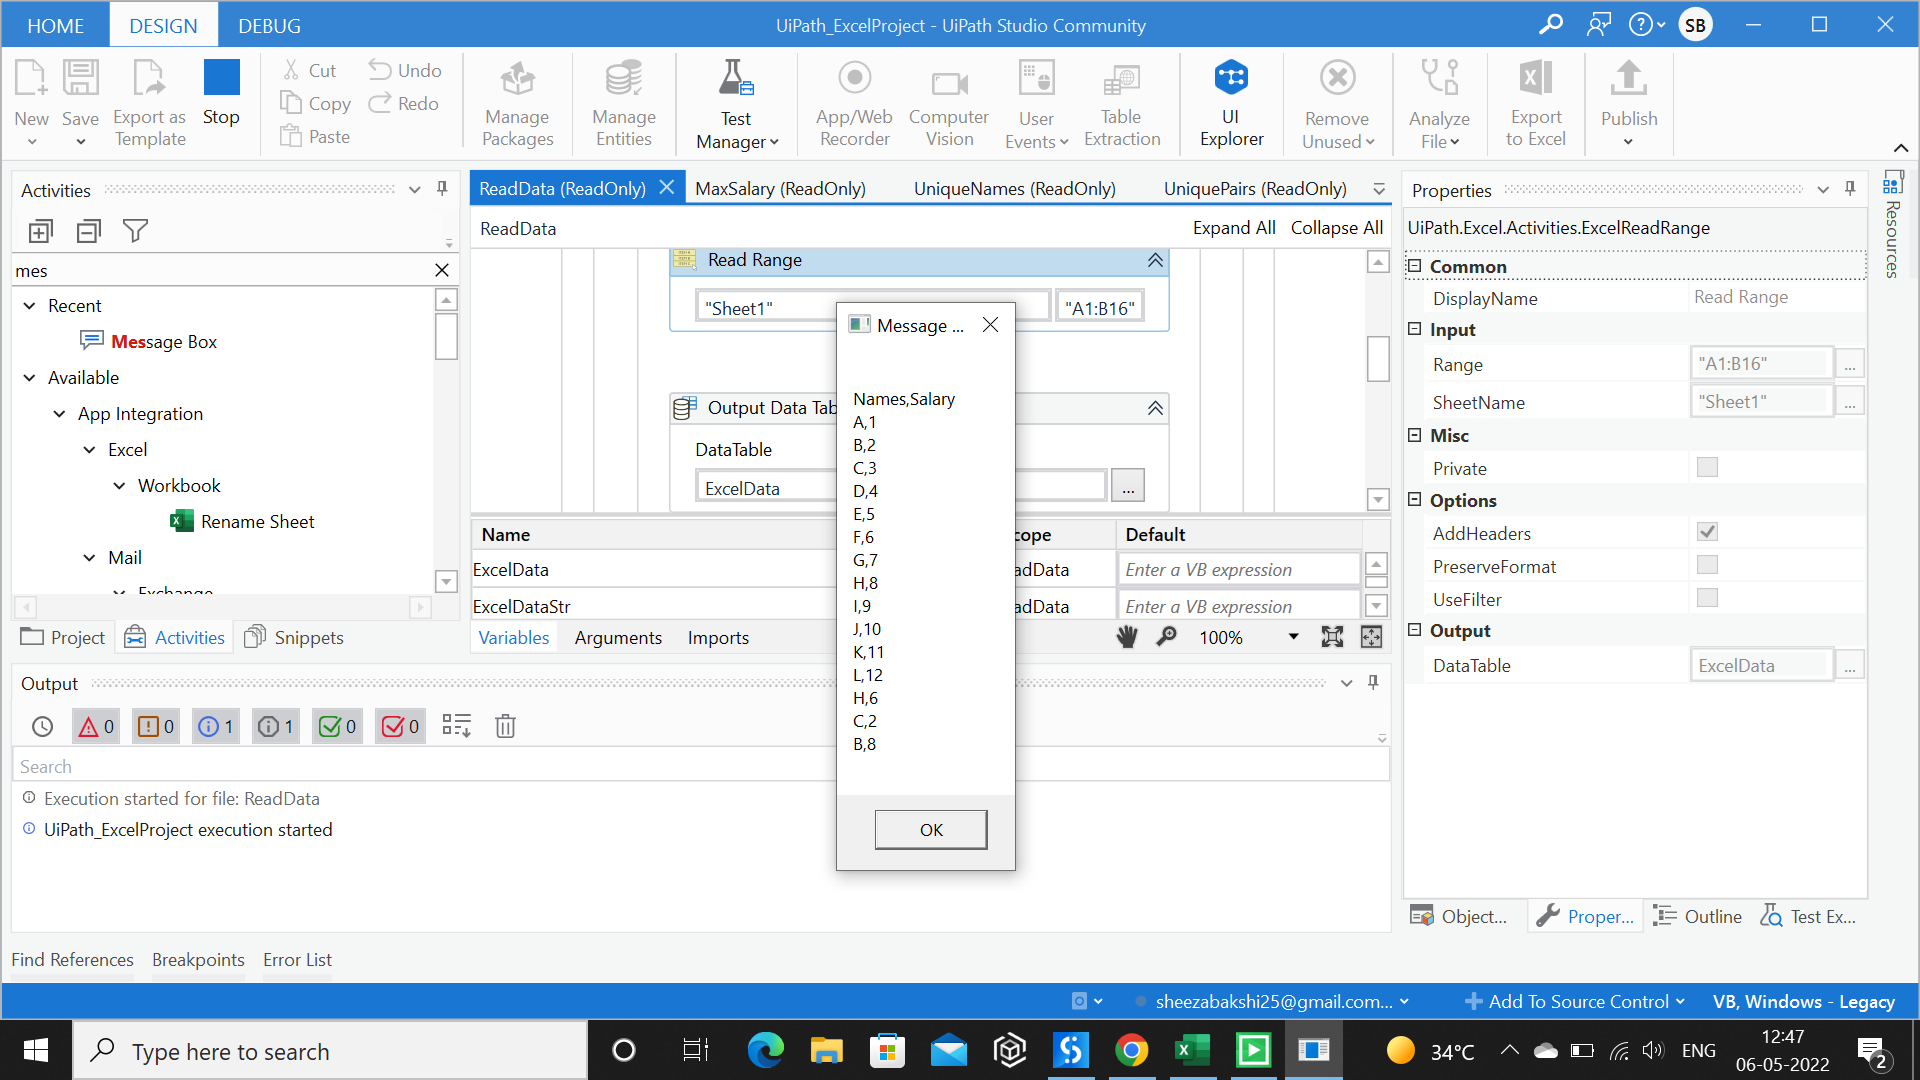 HOME DESIGN DEBUG UiPath_ExcelProject - UiPath Studio Community SB
New Save Export as Template Stop Cut Copy Paste Undo Redo Manage Packages Manage Entities Test Manager App/Web Recorder Computer Vision User Events Table Extraction UI Explorer Remove Unused Analyze File Export to Excel Publish
Activities
mes
Recent
Message Box
Available
App Integration
Excel
Workbook
Rename Sheet
Mail
Exchange
Project Activities Snippets
ReadData (ReadOnly) MaxSalary (ReadOnly) UniqueNames (ReadOnly) UniquePairs (ReadOnly)
ReadData Expand All Collapse All
Read Range
"Sheet1" "A1:B16"
Output Data Tab
DataTable
ExcelData ...
Name cope Default
ExcelData adData Enter a VB expression
ExcelDataStr adData Enter a VB expression
Variables Arguments Imports 100%
Message ...
Names,Salary
A,1
B,2
C,3
D,4
E,5
F,6
G,7
H,8
I,9
J,10
K,11
L,12
H,6
C,2
B,8
OK
Properties
UiPath.Excel.Activities.ExcelReadRange
Common
DisplayName Read Range
Input
Range "A1:B16" ...
SheetName "Sheet1" ...
Misc
Private
Options
AddHeaders
PreserveFormat
UseFilter
Output
DataTable ExcelData ...
Object... Proper... Outline Test Ex...
Resources
Output
0 0 1 1 0 0
Search
Execution started for file: ReadData
UiPath_ExcelProject execution started
Find References Breakpoints Error List
sheezabakshi25@gmail.com... Add To Source Control VB, Windows - Legacy
Type here to search
34°C ENG 12:47
06-05-2022
2